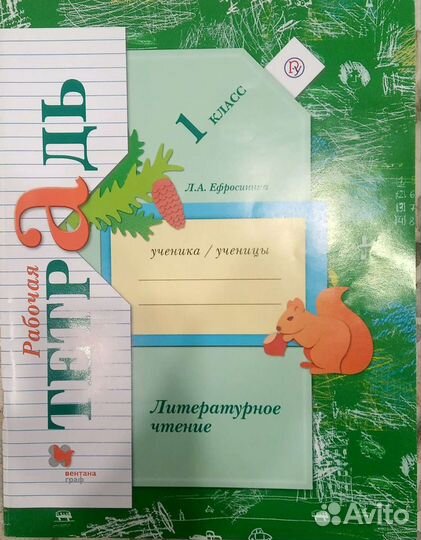 Рабочая
ТЕТРаДЬ
1 КЛАСС
Л.А. Ефросинина
ученика / ученицы
Литературное
чтение
вентана
граф
Avito